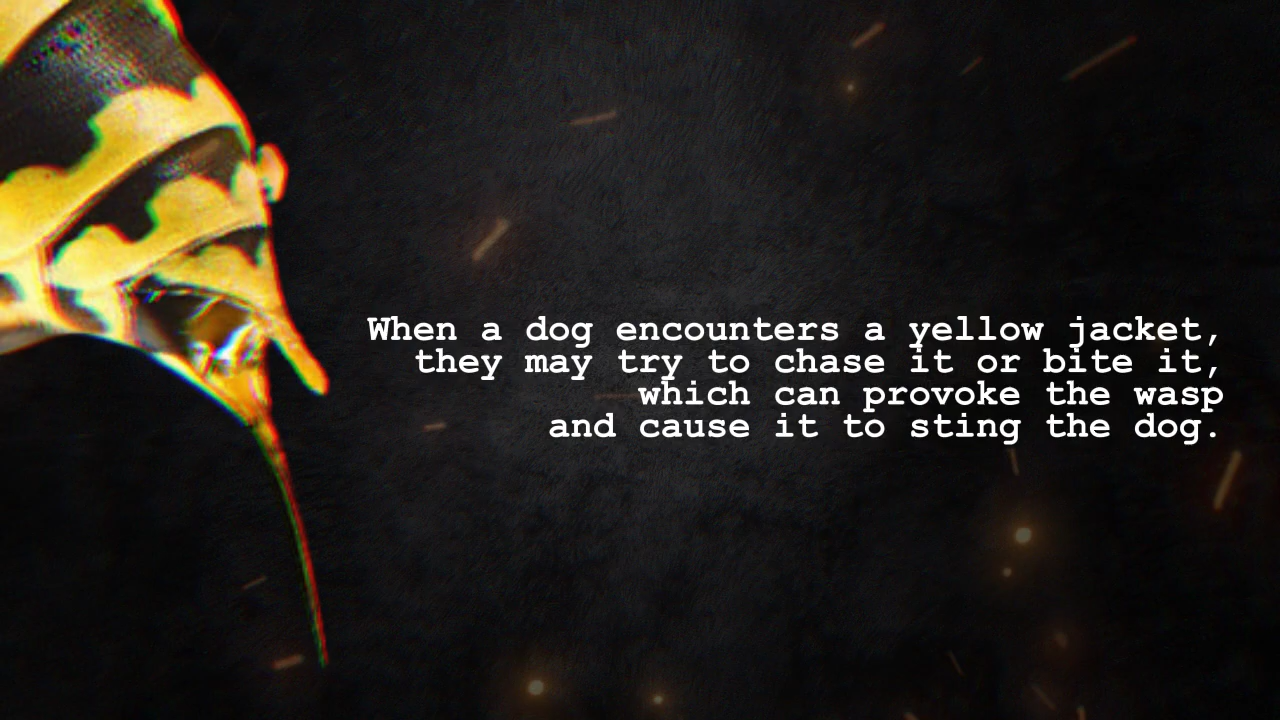 When a dog encounters a yellow jacket,
they may try to chase it or bite it,
which can provoke the wasp
and cause it to sting the dog.